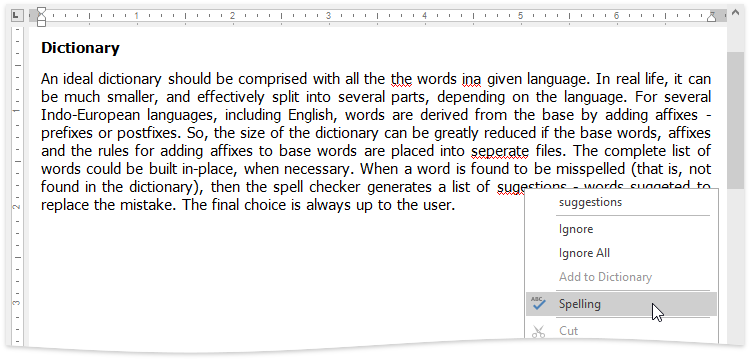 L 1 2 3 4 5 6
Dictionary
An ideal dictionary should be comprised with all the the words ina given language. In real life, it can
be much smaller, and effectively split into several parts, depending on the language. For several
Indo-European languages, including English, words are derived from the base by adding affixes -
prefixes or postfixes. So, the size of the dictionary can be greatly reduced if the base words, affixes
and the rules for adding affixes to base words are placed into seperate files. The complete list of
words could be built in-place, when necessary. When a word is found to be misspelled (that is, not
found in the dictionary), then the spell checker generates a list of sugestions - words suggeted to
replace the mistake. The final choice is always up to the user.
1
2
3
suggestions
Ignore
Ignore All
Add to Dictionary
ABC Spelling
Cut